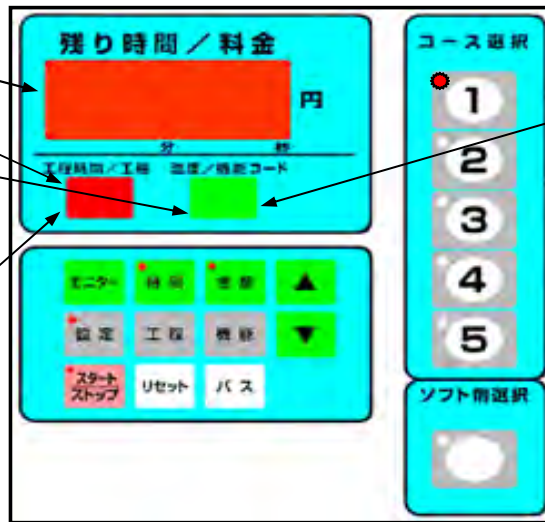 残り時間／料金
円
分 秒
工程時間／工程 温度／機能コード
モニター 時間 温度 ▲
設定 工程 機能 ▼
スタート
ストップ リセット パス
コース選択
1
2
3
4
5
ソフト剤選択